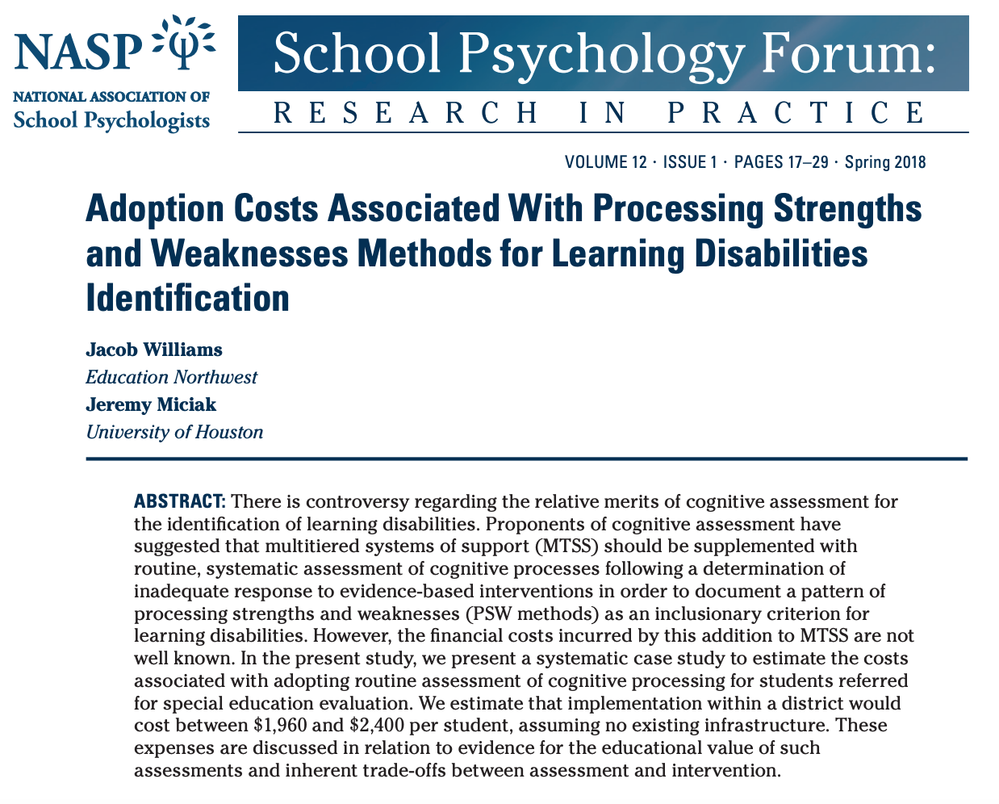 NASP
NATIONAL ASSOCIATION OF
School Psychologists
School Psychology Forum:
RESEARCH IN PRACTICE
VOLUME 12 · ISSUE 1 · PAGES 17–29 · Spring 2018
Adoption Costs Associated With Processing Strengths
and Weaknesses Methods for Learning Disabilities
Identification
Jacob Williams
Education Northwest
Jeremy Miciak
University of Houston
ABSTRACT: There is controversy regarding the relative merits of cognitive assessment for
the identification of learning disabilities. Proponents of cognitive assessment have
suggested that multitiered systems of support (MTSS) should be supplemented with
routine, systematic assessment of cognitive processes following a determination of
inadequate response to evidence-based interventions in order to document a pattern of
processing strengths and weaknesses (PSW methods) as an inclusionary criterion for
learning disabilities. However, the financial costs incurred by this addition to MTSS are not
well known. In the present study, we present a systematic case study to estimate the costs
associated with adopting routine assessment of cognitive processing for students referred
for special education evaluation. We estimate that implementation within a district would
cost between $1,960 and $2,400 per student, assuming no existing infrastructure. These
expenses are discussed in relation to evidence for the educational value of such
assessments and inherent trade-offs between assessment and intervention.